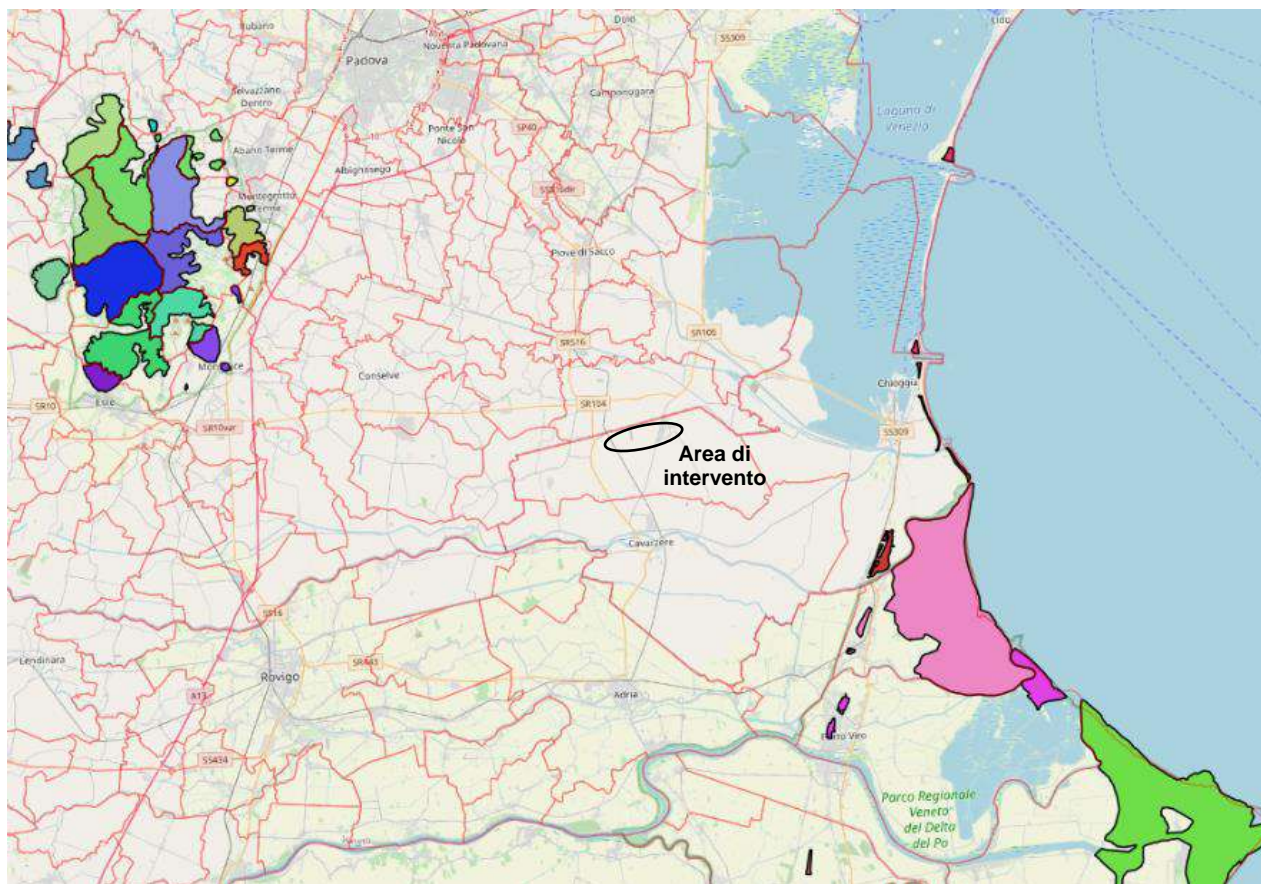 Rubano
Padova
Noventa Padovana
Dolo
SS309
Lido
Selvazzano
Dentro
Camponogara
Laguna di
Venezia
Ponte San
Nicolò
SP40
Abano Terme
Albignasego
Montegrotto
Terme
Piove di Sacco
SR516
SR105
Monselice
Conselve
Chioggia
SR10
Este
SR10var
SR104
SS309
Area di
intervento
Cavarzere
SS16
Lendinara
Rovigo
SR443
A13
Adria
Porto Viro
SS434
Parco Regionale
Veneto
del Delta
del Po